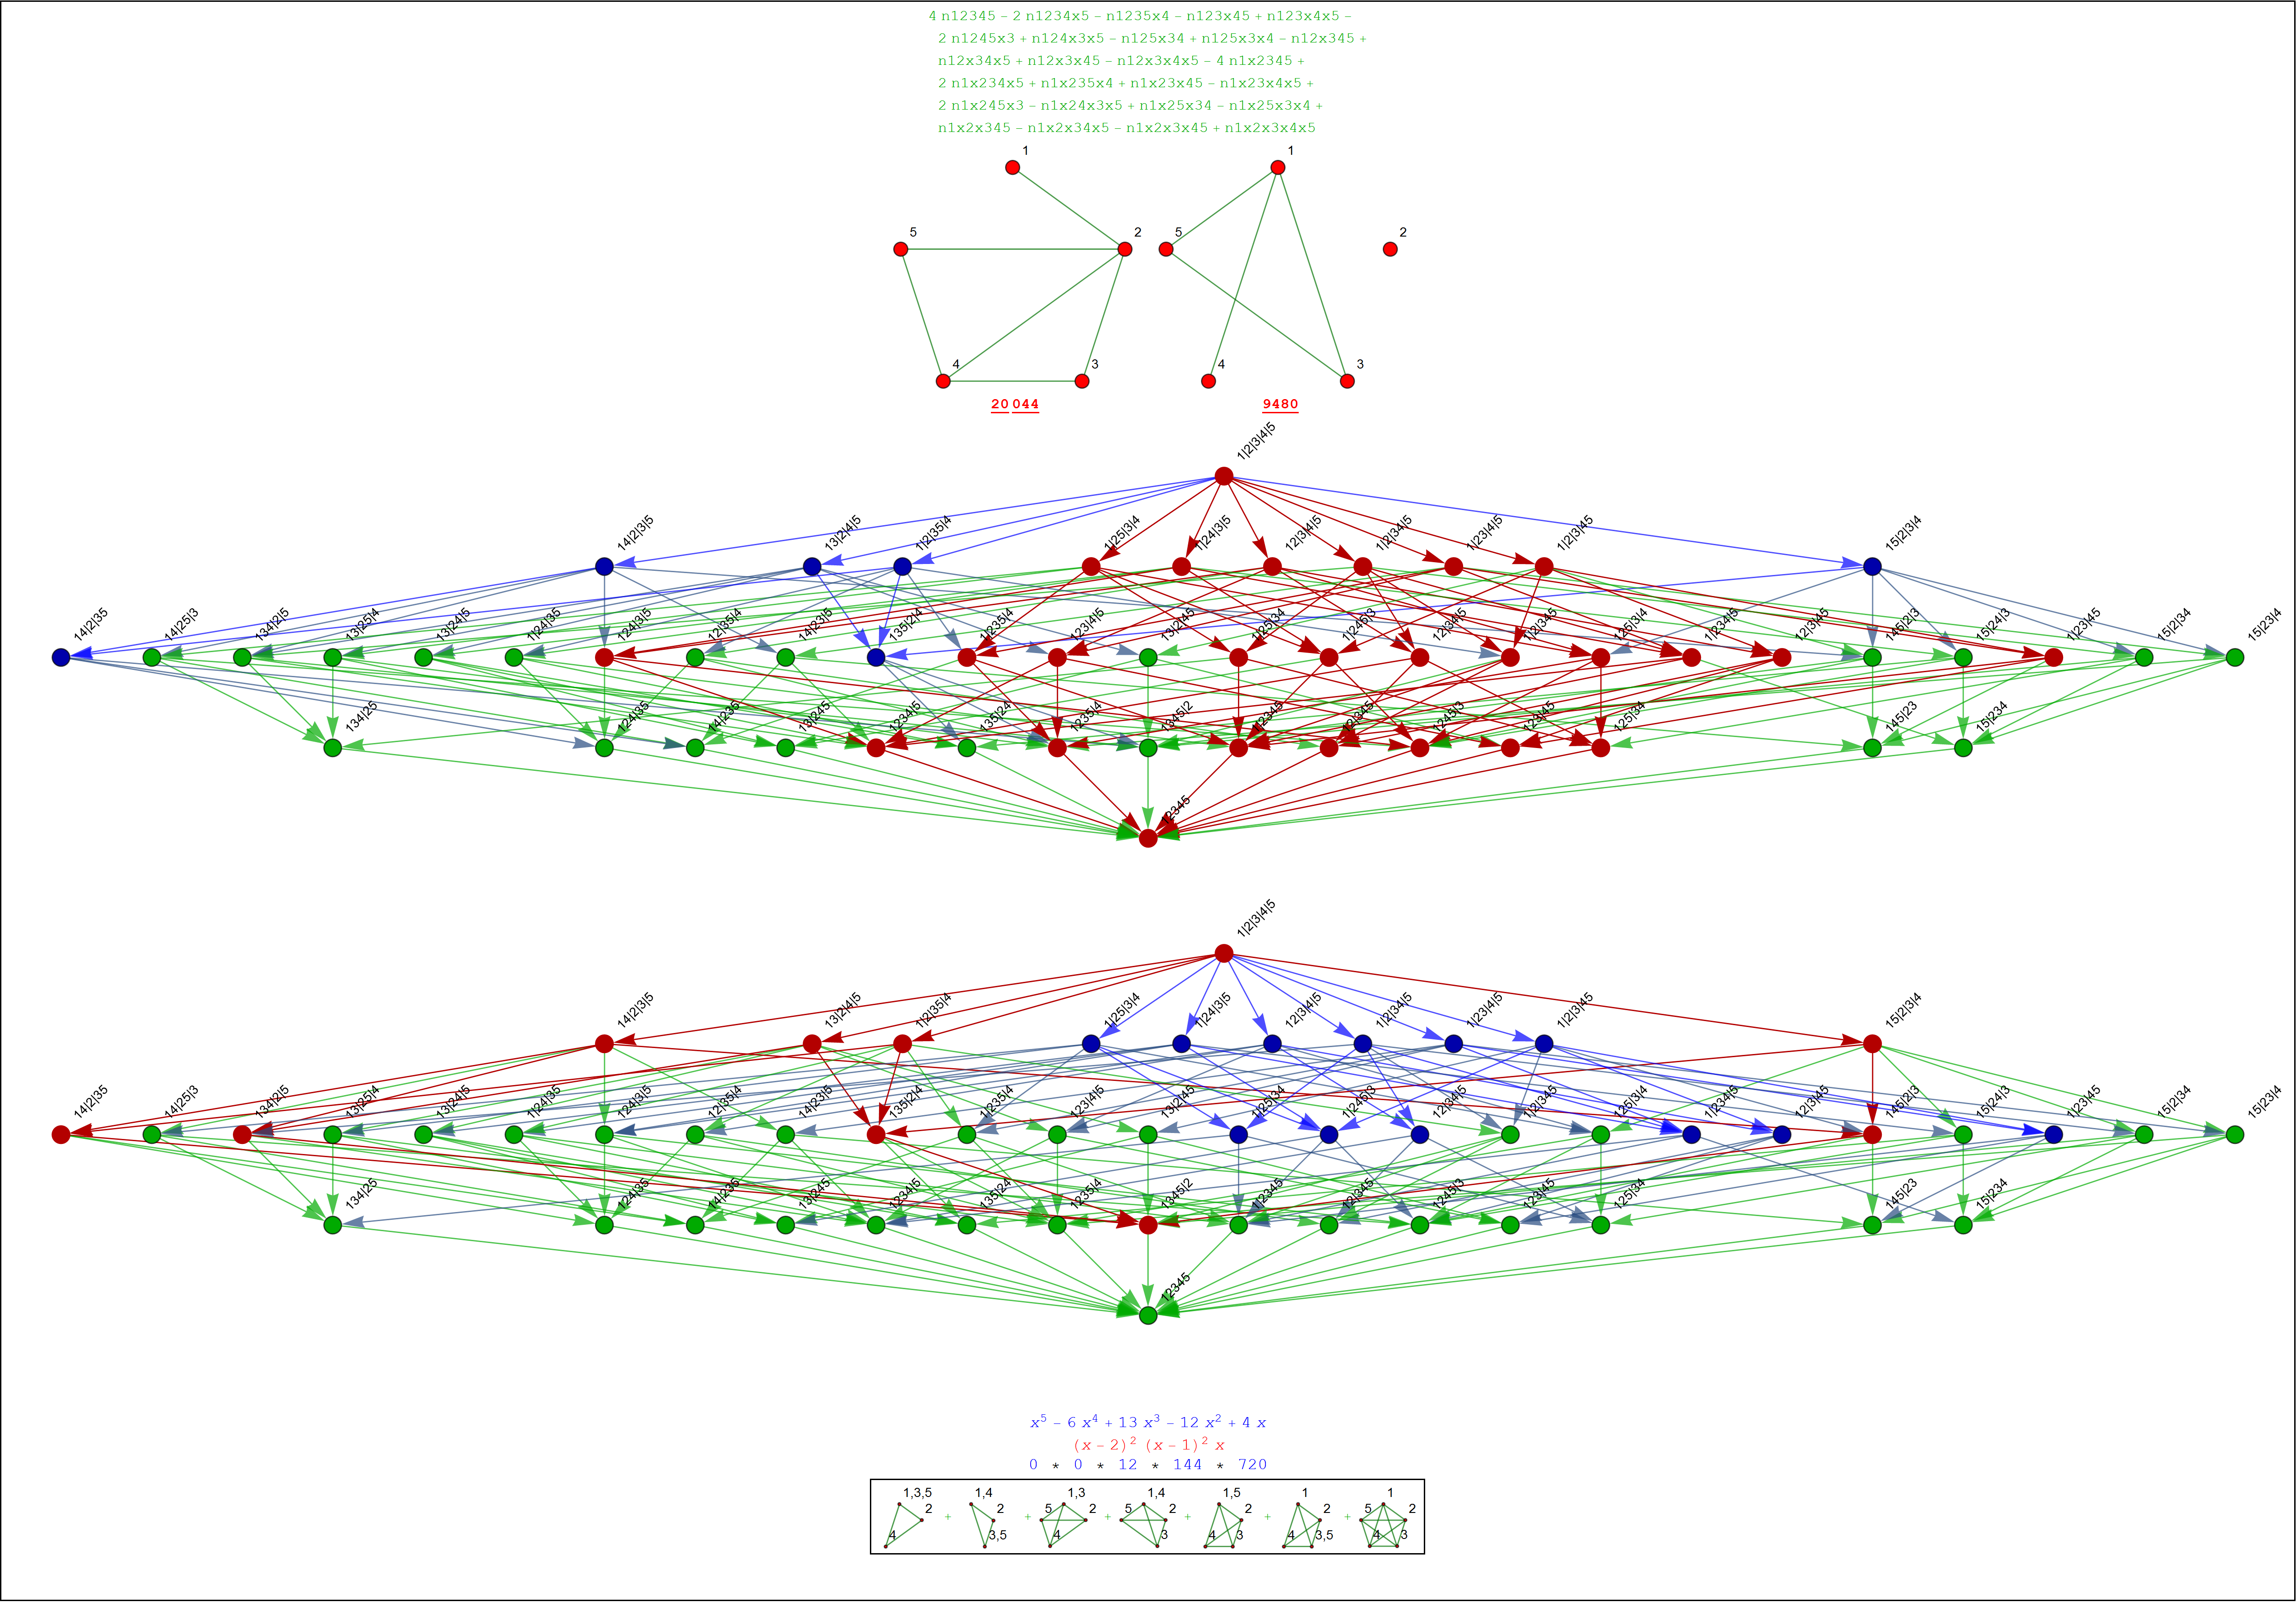 4 n12345 – 2 n1234x5 – n1235x4 – n123x45 + n123x4x5 –
2 n1245x3 + n124x3x5 – n125x34 + n125x3x4 – n12x345 +
n12x34x5 + n12x3x45 – n12x3x4x5 – 4 n1x2345 +
2 n1x234x5 + n1x235x4 + n1x23x45 – n1x23x4x5 +
2 n1x245x3 – n1x24x3x5 + n1x25x34 – n1x25x3x4 +
n1x2x345 – n1x2x34x5 – n1x2x3x45 + n1x2x3x4x5
1 1
5 2 5 2
4 3 4 3
20 044 9480
1|2|3|4|5
14|2|3|5 13|2|4|5 1|2|35|4 1|25|3|4 1|24|3|5 12|3|4|5 1|2|34|5 1|23|4|5 1|2|3|45 15|2|3|4
14|2|35 14|25|3 134|2|5 13|25|4 13|24|5 1|24|35 124|3|5 12|35|4 14|23|5 135|2|4 1|235|4 123|4|5 13|2|45 1|25|34 1|245|3 12|34|5 1|2|345 125|3|4 1|234|5 12|3|45 145|2|3 15|24|3 1|23|45 15|2|34 15|23|4
134|25 124|35 14|235 13|245 1234|5 135|24 1235|4 1345|2 1|2345 12|345 1245|3 123|45 125|34 145|23 15|234
12345
1|2|3|4|5
14|2|3|5 13|2|4|5 1|2|35|4 1|25|3|4 1|24|3|5 12|3|4|5 1|2|34|5 1|23|4|5 1|2|3|45 15|2|3|4
14|2|35 14|25|3 134|2|5 13|25|4 13|24|5 1|24|35 124|3|5 12|35|4 14|23|5 135|2|4 1|235|4 123|4|5 13|2|45 1|25|34 1|245|3 12|34|5 1|2|345 125|3|4 1|234|5 12|3|45 145|2|3 15|24|3 1|23|45 15|2|34 15|23|4
134|25 124|35 14|235 13|245 1234|5 135|24 1235|4 1345|2 1|2345 12|345 1245|3 123|45 125|34 145|23 15|234
12345
x⁵ – 6 x⁴ + 13 x³ – 12 x² + 4 x
(x – 2)² (x – 1)² x
0 * 0 * 12 * 144 * 720
1,3,5 1,4 1,3 1,4 1,5 1 1
2 2 5 2 5 2 2 2 5 2
+ + + + + +
4 3,5 4 3 4 3 4 3,5 4 3